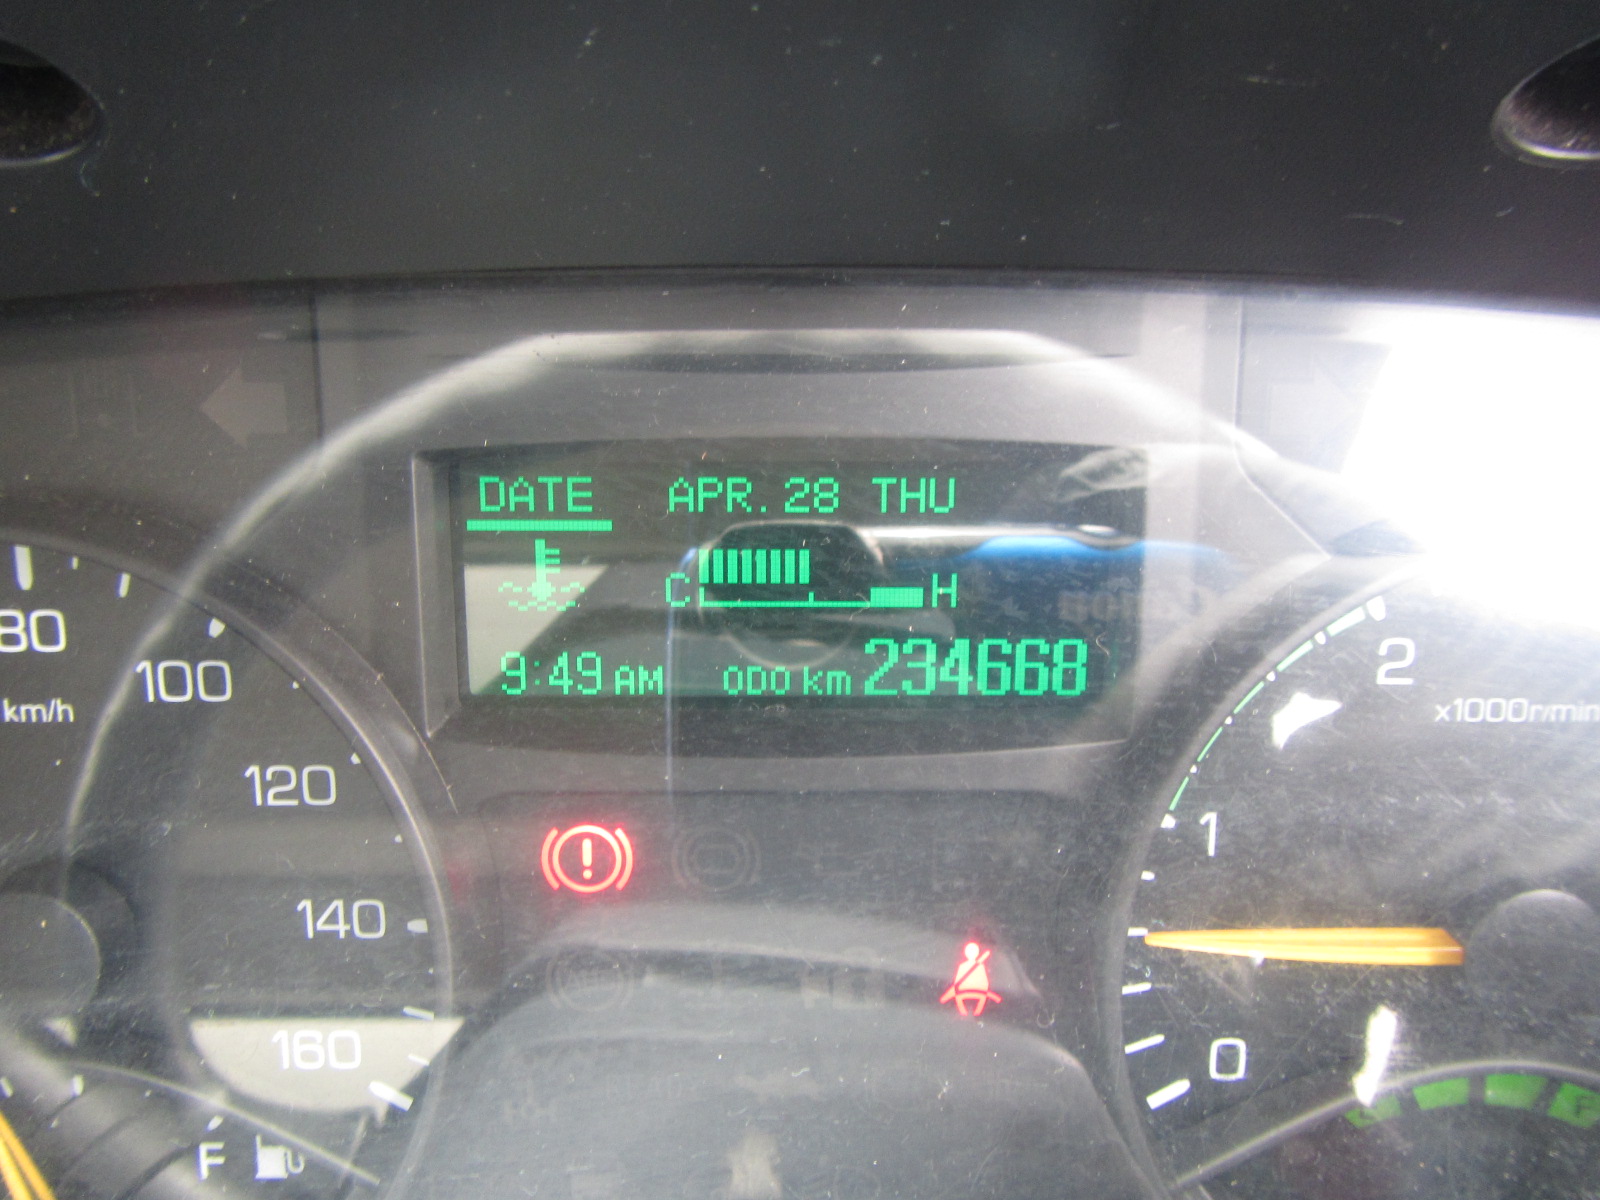 DATE APR. 28 THU
C H
9:49 AM ODO km 234668
80
100
km/h
120
140
160
F
2
x1000r/min
1
0